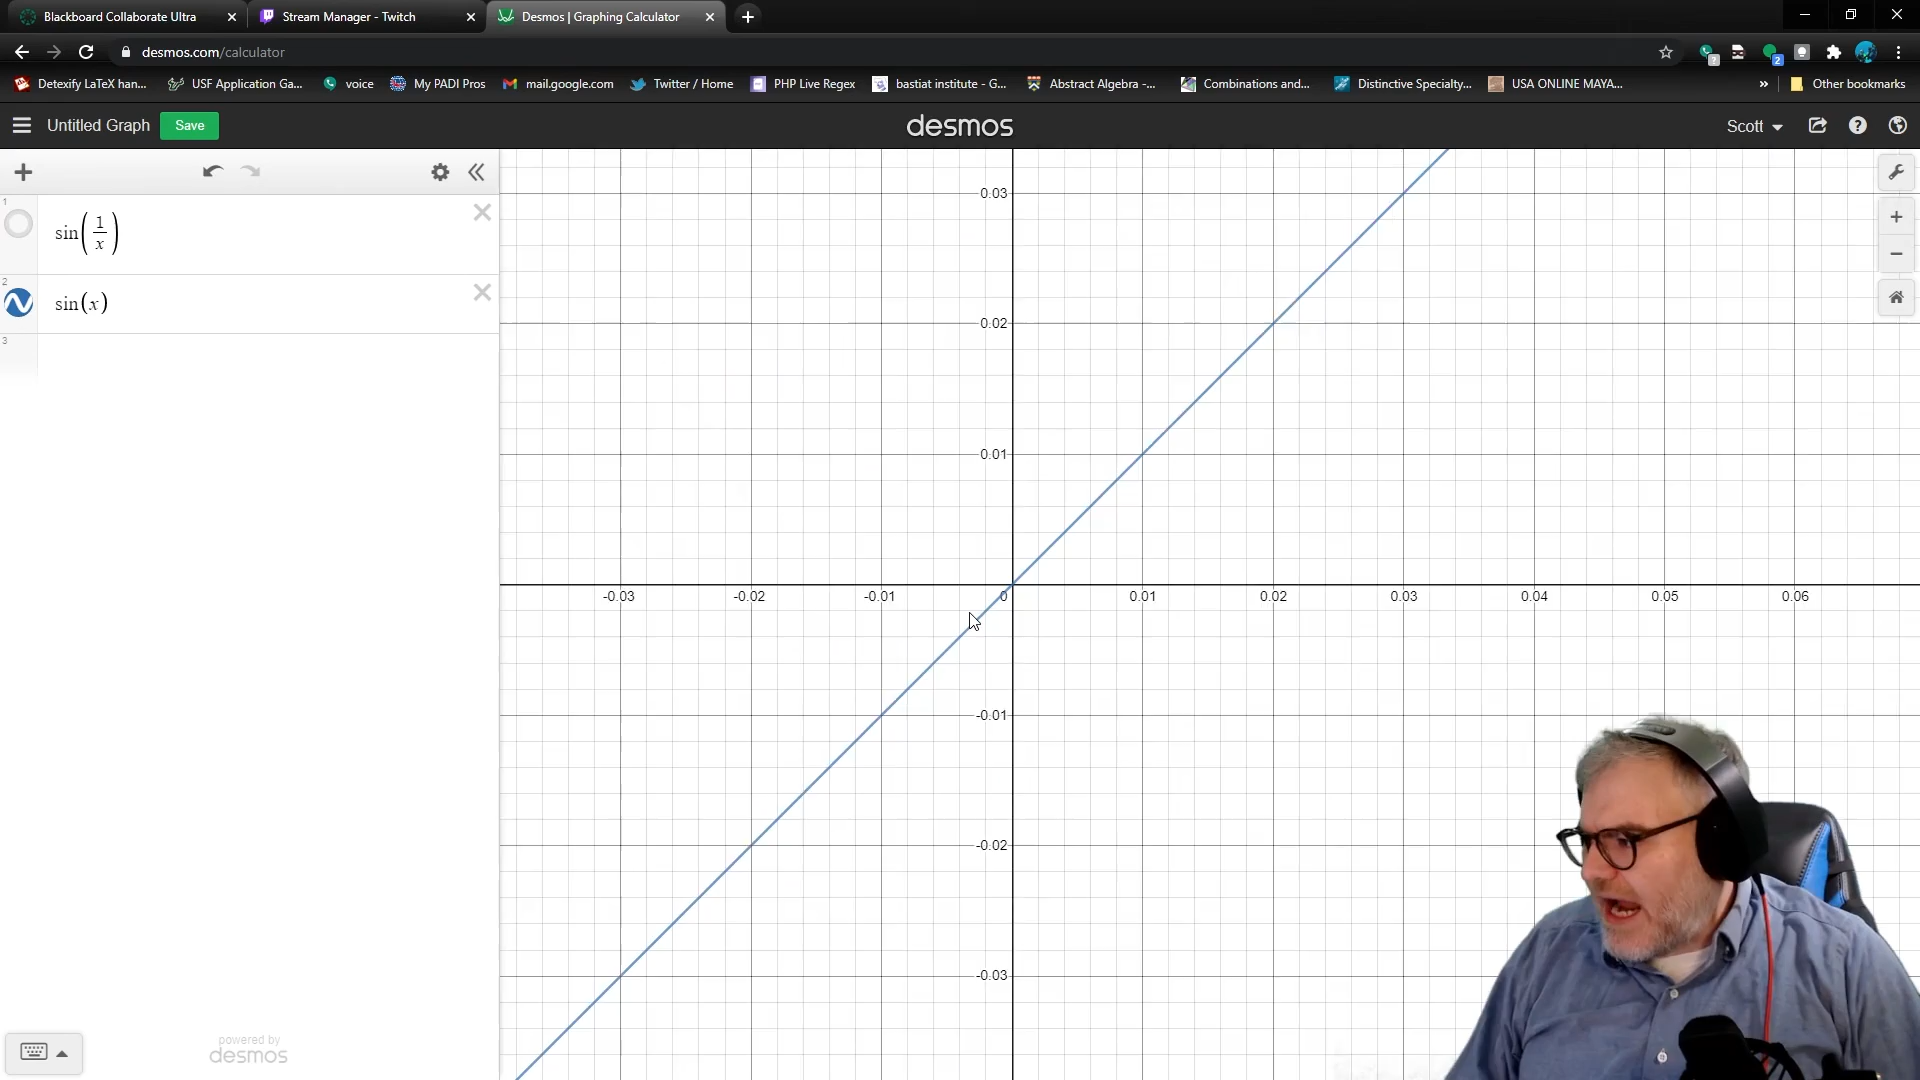 Blackboard Collaborate Ultra
Stream Manager - Twitch
Desmos | Graphing Calculator
desmos.com/calculator
Detexify LaTeX han...
USF Application Ga...
voice
My PADI Pros
mail.google.com
Twitter / Home
PHP Live Regex
bastiat institute - G...
Abstract Algebra -...
Combinations and...
Distinctive Specialty...
USA ONLINE MAYA...
»
Other bookmarks
Untitled Graph
Save
desmos
Scott
1
sin(1/x)
2
sin(x)
3
0.03
0.02
0.01
-0.03
-0.02
-0.01
0
0.01
0.02
0.03
0.04
0.05
0.06
-0.01
-0.02
-0.03
powered by
desmos